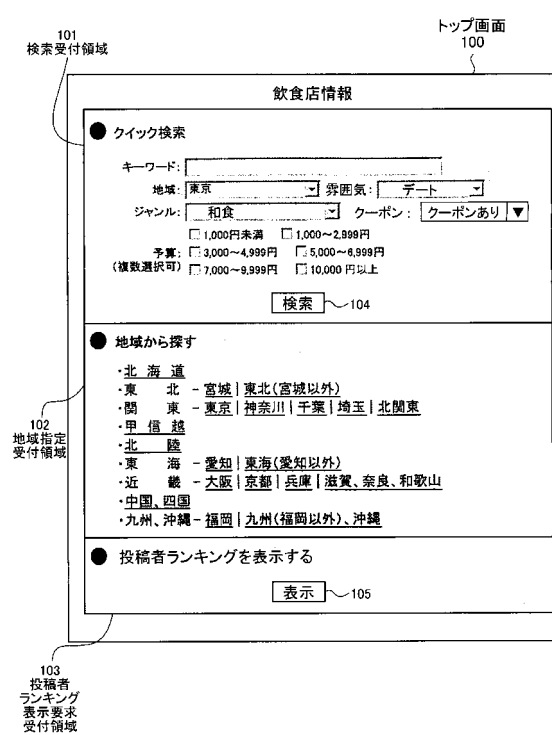 トップ画面
100
101
検索受付領域
飲食店情報
● クイック検索
キーワード:
地域: 東京 雰囲気: デート
ジャンル: 和食 クーポン: クーポンあり ▼
予算:
(複数選択可)
□ 1,000円未満 □ 1,000～2,999円
□ 3,000～4,999円 □ 5,000～6,999円
□ 7,000～9,999円 □ 10,000 円以上
検索 104
● 地域から探す
・北 海 道
・東 北 － 宮城 | 東北(宮城以外)
・関 東 － 東京 | 神奈川 | 千葉 | 埼玉 | 北関東
・甲 信 越
・北 陸
・東 海 － 愛知 | 東海(愛知以外)
・近 畿 － 大阪 | 京都 | 兵庫 | 滋賀、奈良、和歌山
・中国、四国
・九州、沖縄－ 福岡 | 九州(福岡以外)、沖縄
102
地域指定
受付領域
● 投稿者ランキングを表示する
表示 105
103
投稿者
ランキング
表示要求
受付領域